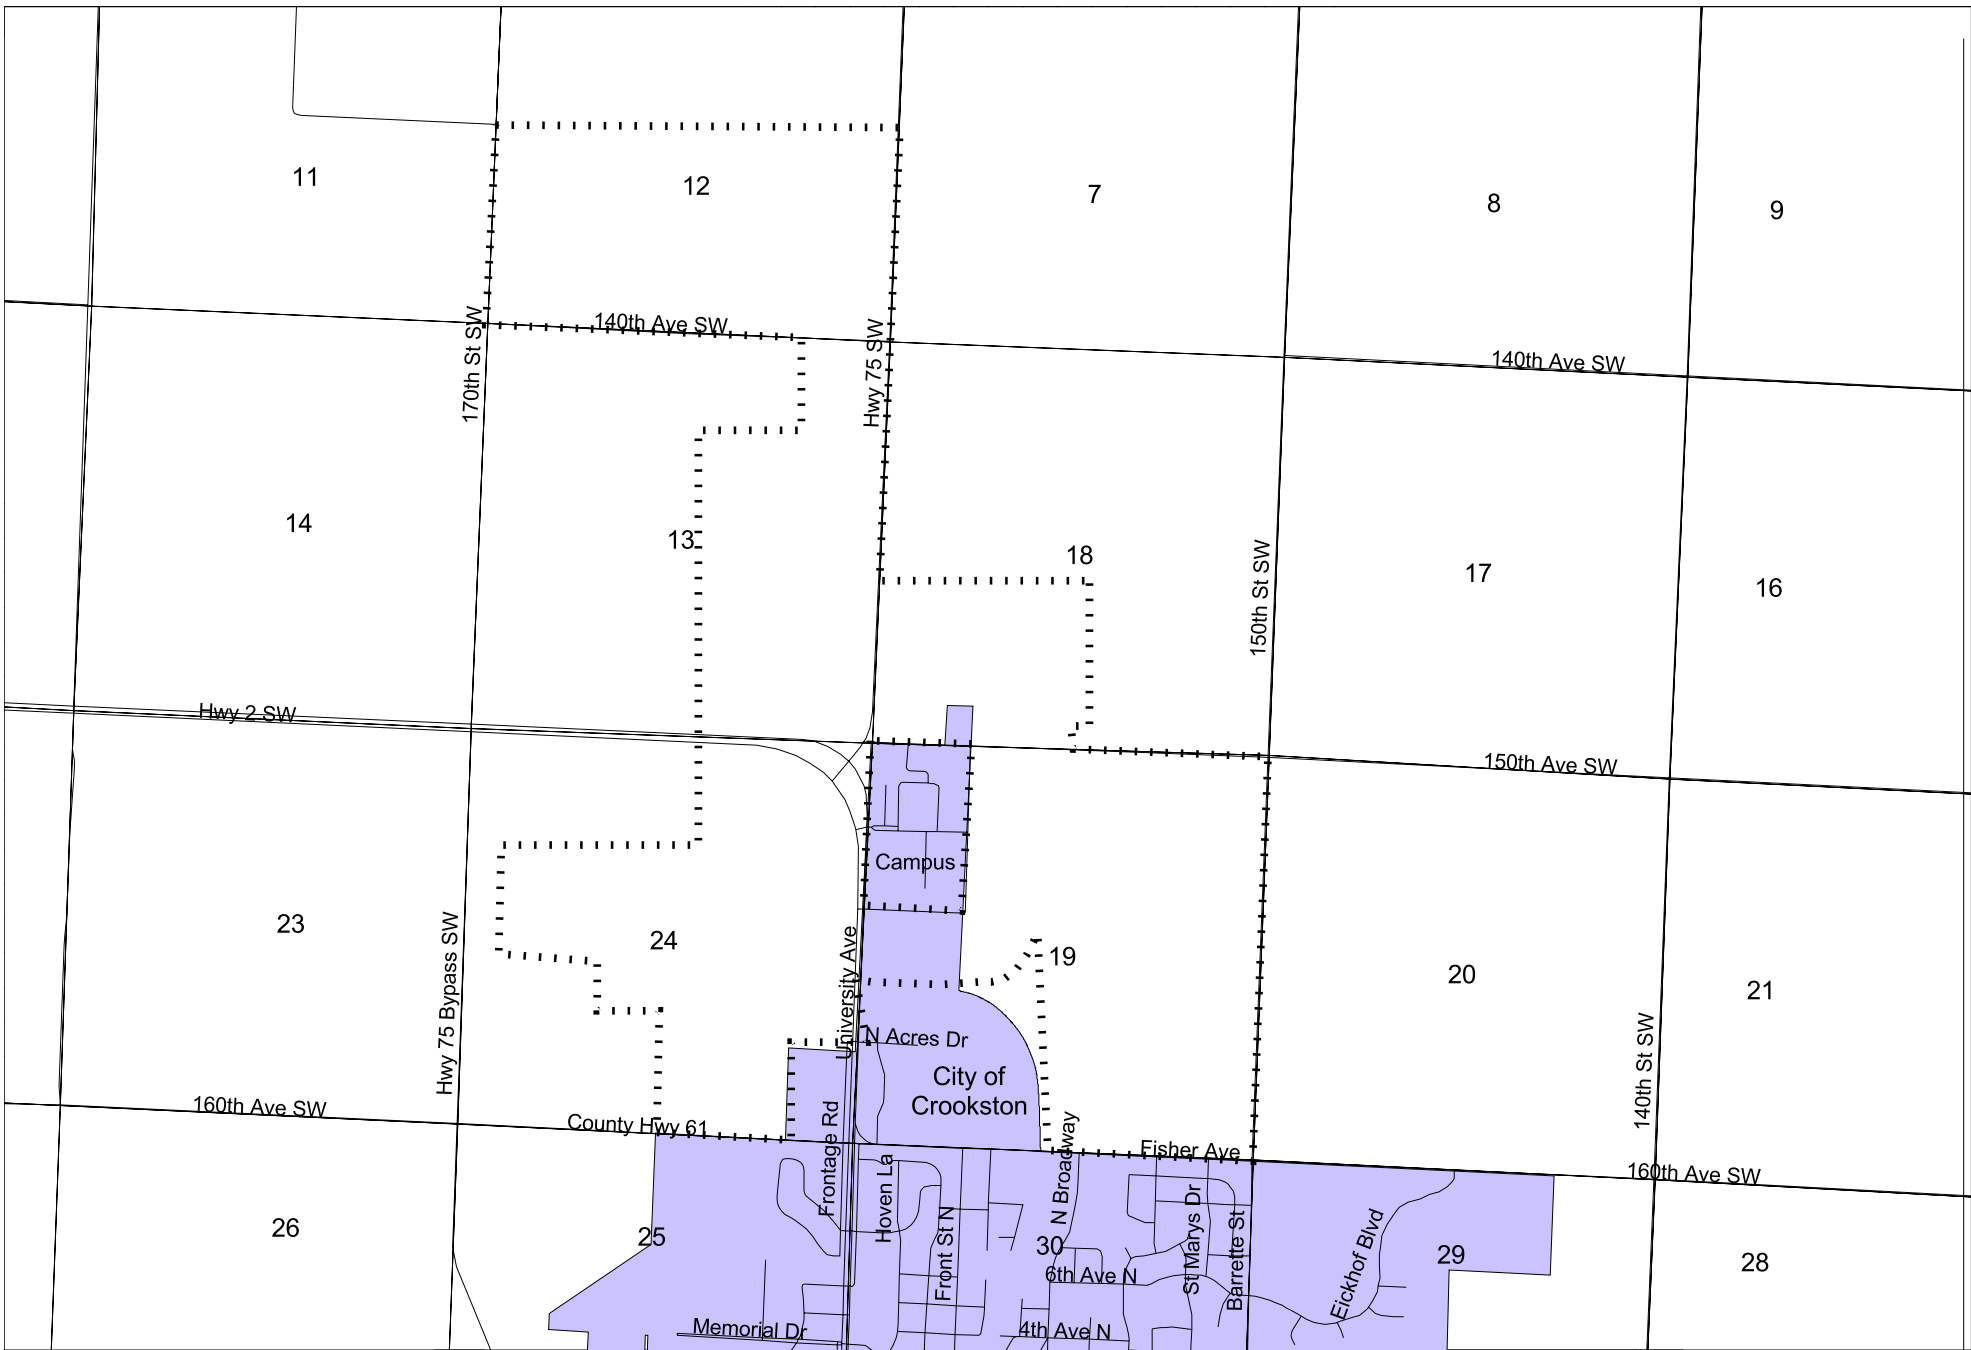 11
12
7
8
9
140th Ave SW
170th St SW
Hwy 75 SW
140th Ave SW
14
13
18
17
16
150th St SW
Hwy 2 SW
150th Ave SW
Campus
23
24
19
20
21
Hwy 75 Bypass SW
University Ave
N Acres Dr
City of
Crookston
140th St SW
160th Ave SW
County Hwy 61
Fisher Ave
160th Ave SW
Frontage Rd
Hoven La
Front St N
N Broadway
St Marys Dr
Barrette St
Eickhof Blvd
26
25
30
29
28
6th Ave N
Memorial Dr
4th Ave N